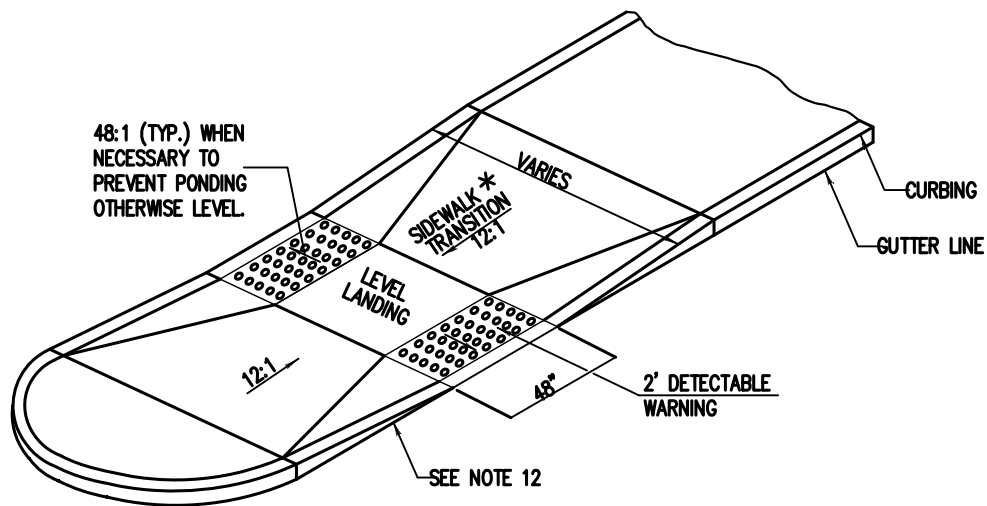 48:1 (TYP.) WHEN
NECESSARY TO
PREVENT PONDING
OTHERWISE LEVEL.
VARIES
SIDEWALK *
TRANSITION
12:1
CURBING
GUTTER LINE
LEVEL
LANDING
12:1
48"
2' DETECTABLE
WARNING
SEE NOTE 12